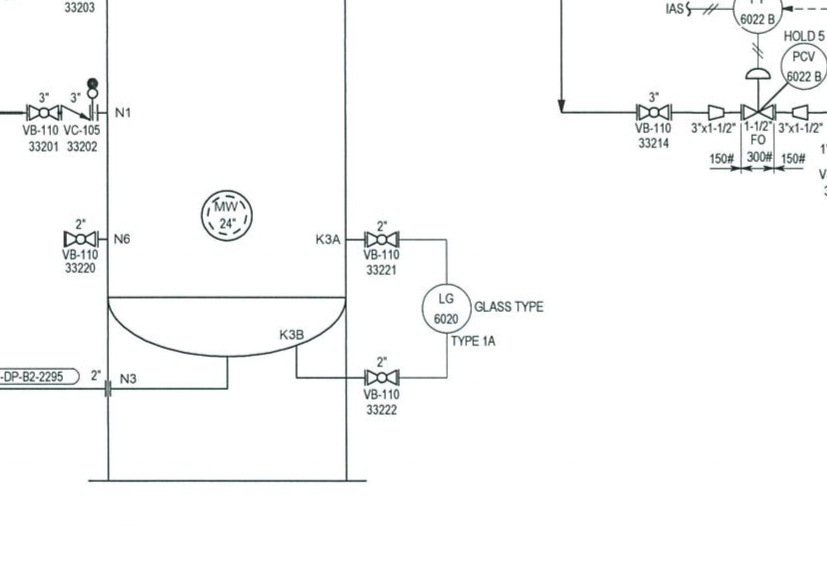 33203
IAS
6022 B
HOLD 5
PCV
6022 B
3"
3"
N1
VB-110
33201
VC-105
33202
3"
VB-110
33214
3"x1-1/2"
1-1/2"
3"x1-1/2"
FO
150#
300#
150#
MW
24"
2"
N6
VB-110
33220
K3A
2"
VB-110
33221
LG
6020
GLASS TYPE
TYPE 1A
K3B
-DP-B2-2295
2"
N3
2"
VB-110
33222